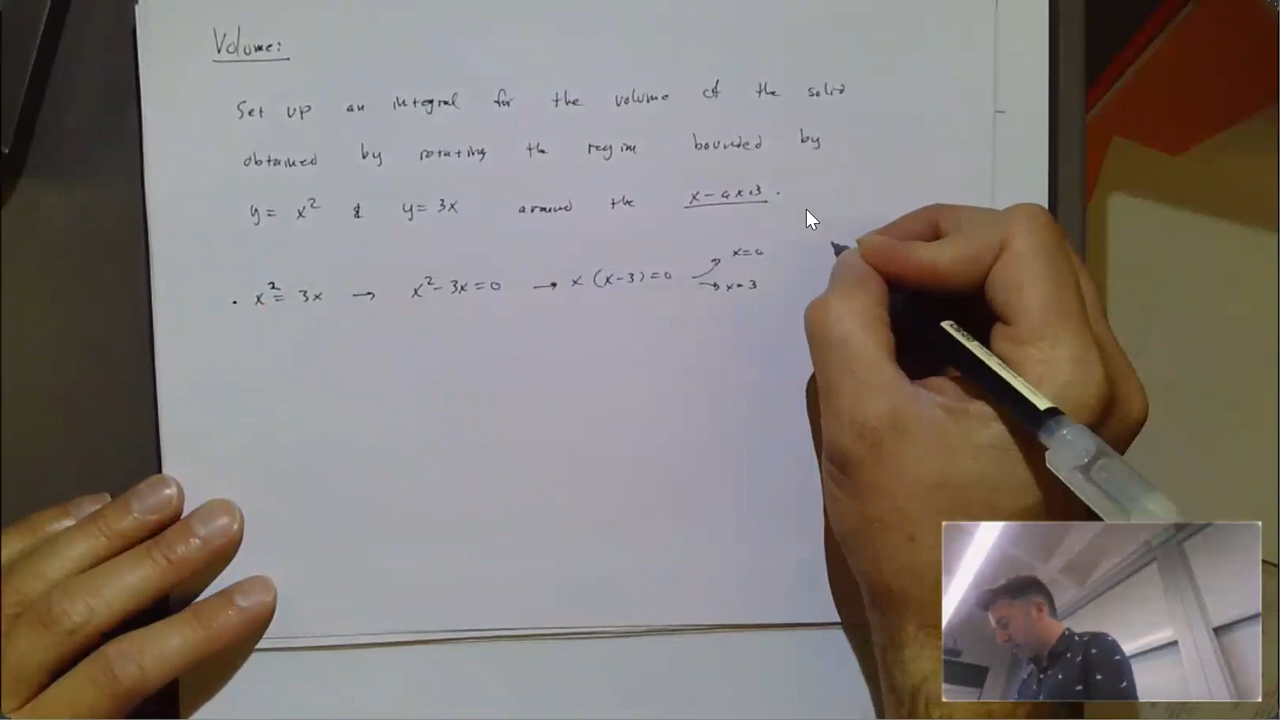 Volume:
Set up an integral for the volume of the solid
obtained by rotating the region bounded by
y = x² & y = 3x around the x-axis.
• x² = 3x → x² - 3x = 0 → x (x-3) = 0 → x=0
→ x=3